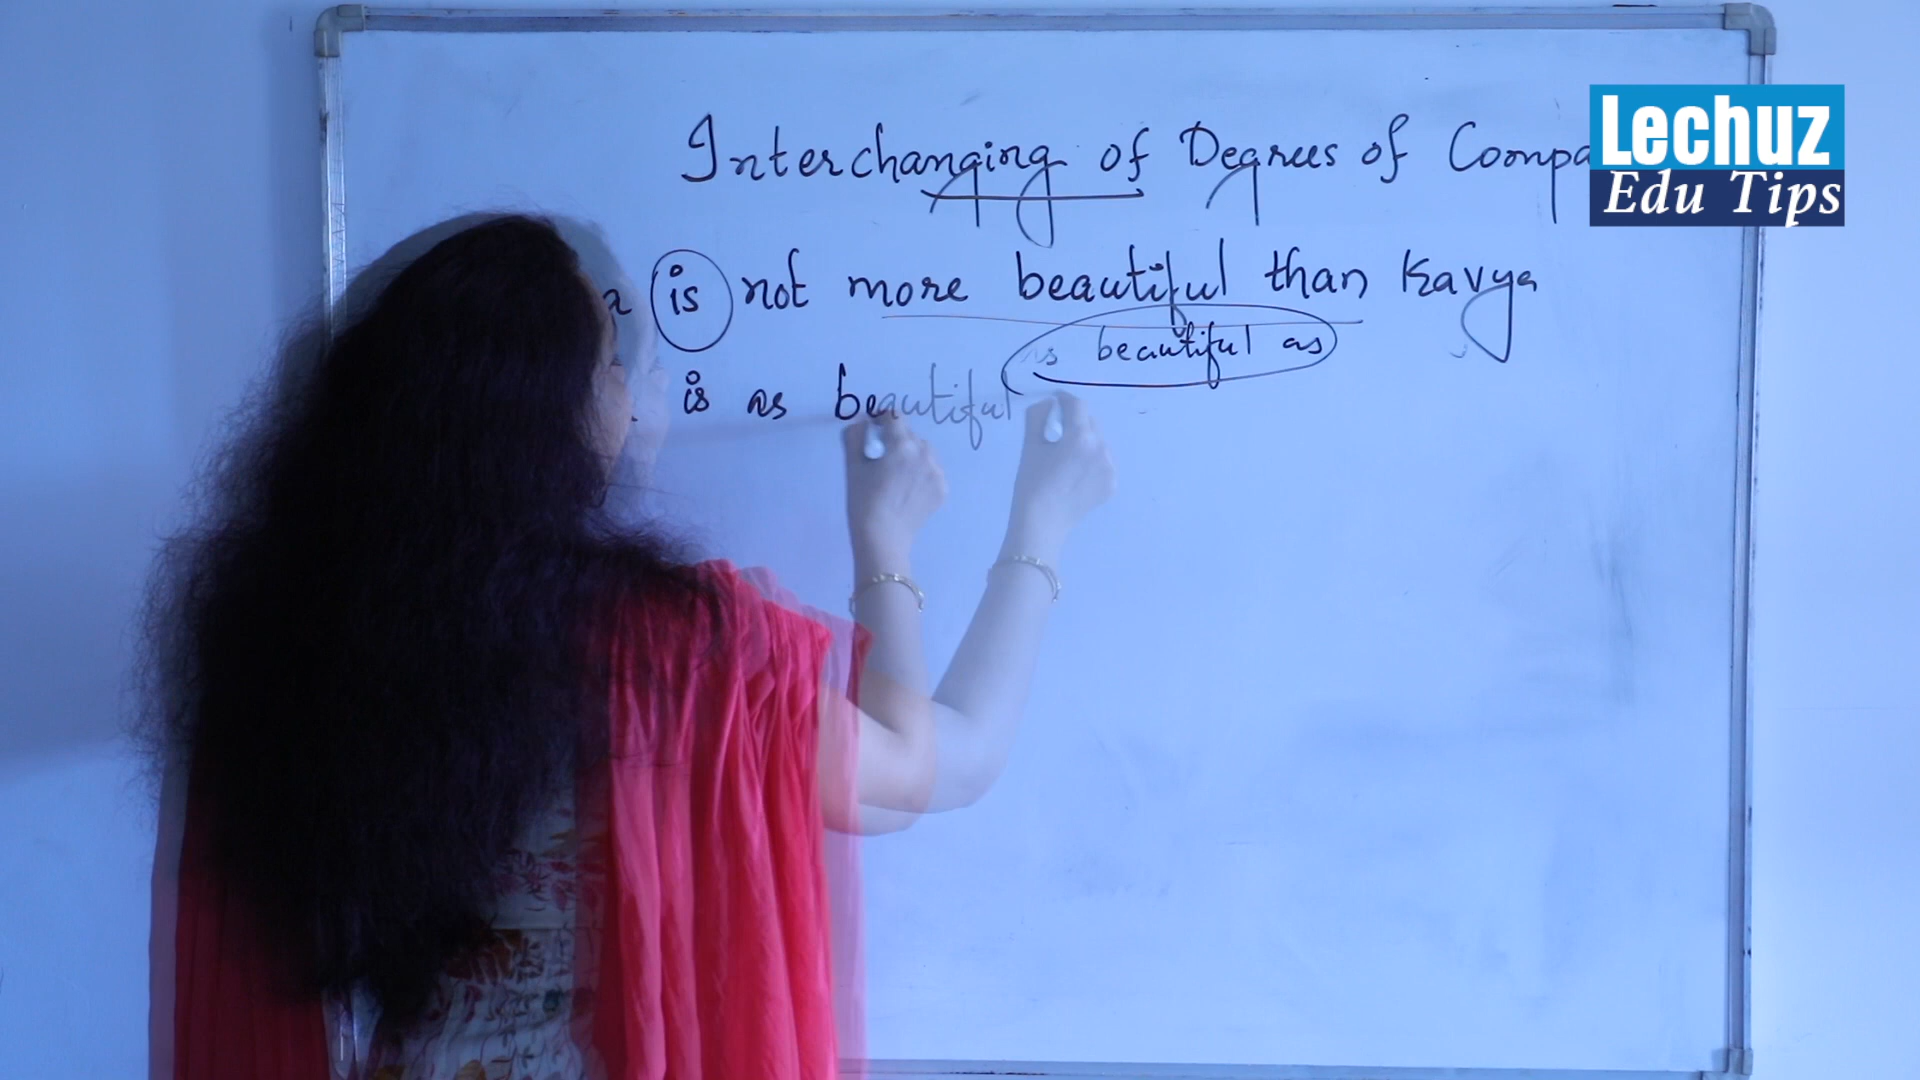 Interchanging of Degrees of Compa
Lechuz
Edu Tips
is not more beautiful than Kavya
as beautiful as
is as beautiful